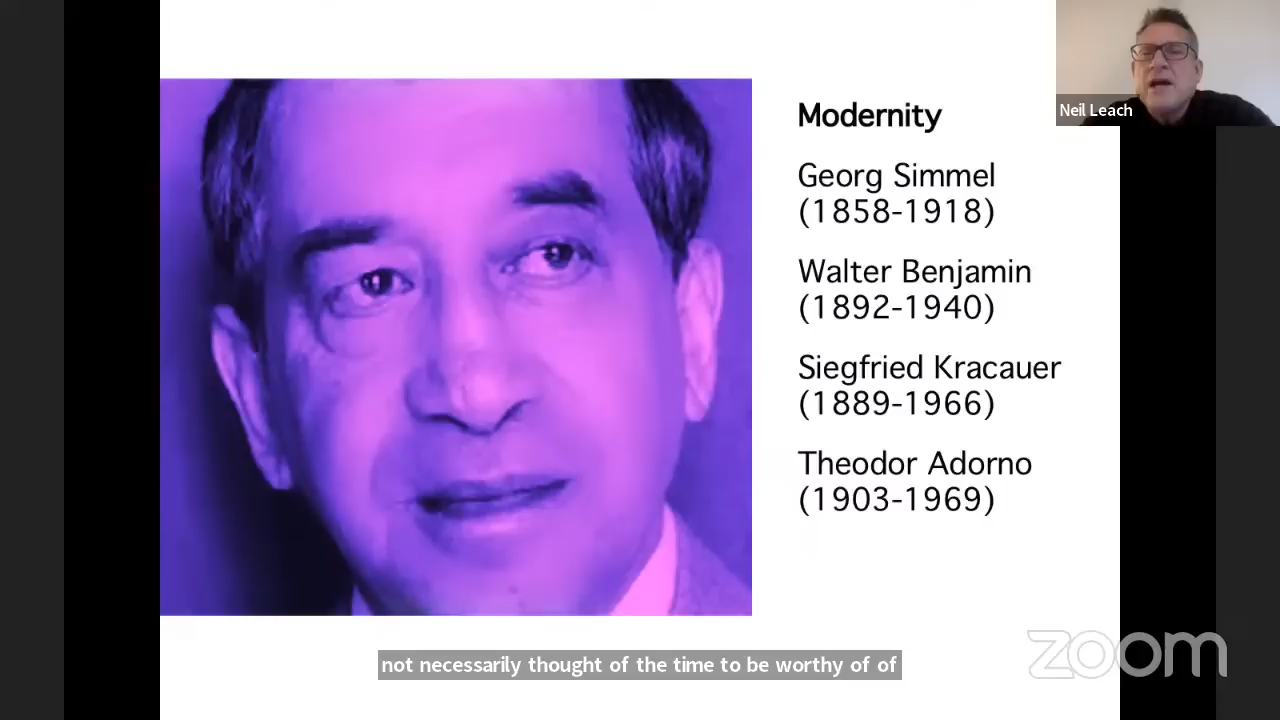 Modernity
Georg Simmel
(1858-1918)
Walter Benjamin
(1892-1940)
Siegfried Kracauer
(1889-1966)
Theodor Adorno
(1903-1969)
Neil Leach
not necessarily thought of the time to be worthy of of
zoom